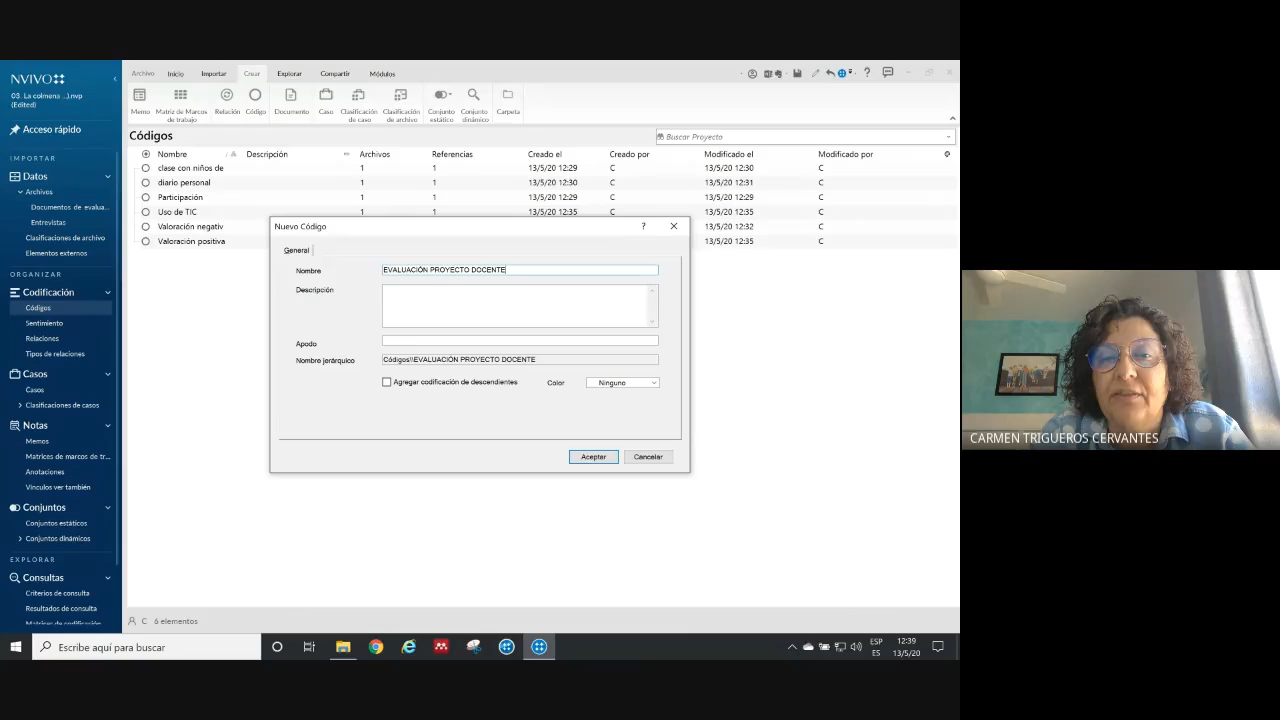 NVIVO
03. La colmena ...).nvp
(Edited)
Acceso rápido
IMPORTAR
Datos
Archivos
Documentos de evalua...
Entrevistas
Clasificaciones de archivo
Elementos externos
ORGANIZAR
Codificación
Códigos
Sentimiento
Relaciones
Tipos de relaciones
Casos
Casos
Clasificaciones de casos
Notas
Memos
Matrices de marcos de tr...
Anotaciones
Vínculos ver también
Conjuntos
Conjuntos estáticos
Conjuntos dinámicos
EXPLORAR
Consultas
Criterios de consulta
Resultados de consulta
Matrices de codificación
Archivo Inicio Importar Crear Explorar Compartir Módulos
Memo Matriz de Marcos de trabajo Relación Código Documento Caso Clasificación de caso Clasificación de archivo Conjunto estático Conjunto dinámico Carpeta
Códigos
Buscar Proyecto
Nombre Descripción Archivos Referencias Creado el Creado por Modificado el Modificado por
clase con niños de 1 1 13/5/20 12:29 C 13/5/20 12:30 C
diario personal 1 1 13/5/20 12:30 C 13/5/20 12:31 C
Participación 1 1 13/5/20 12:29 C 13/5/20 12:29 C
Uso de TIC 1 1 13/5/20 12:35 C 13/5/20 12:35 C
Valoración negativ 13/5/20 12:32 C
Valoración positiva 13/5/20 12:35 C
Nuevo Código ?
General
Nombre EVALUACIÓN PROYECTO DOCENTE
Descripción
Apodo
Nombre jerárquico Códigos\\EVALUACIÓN PROYECTO DOCENTE
Agregar codificación de descendientes Color Ninguno
Aceptar Cancelar
C 6 elementos
Escribe aquí para buscar
ESP
ES
12:39
13/5/20
CARMEN TRIGUEROS CERVANTES